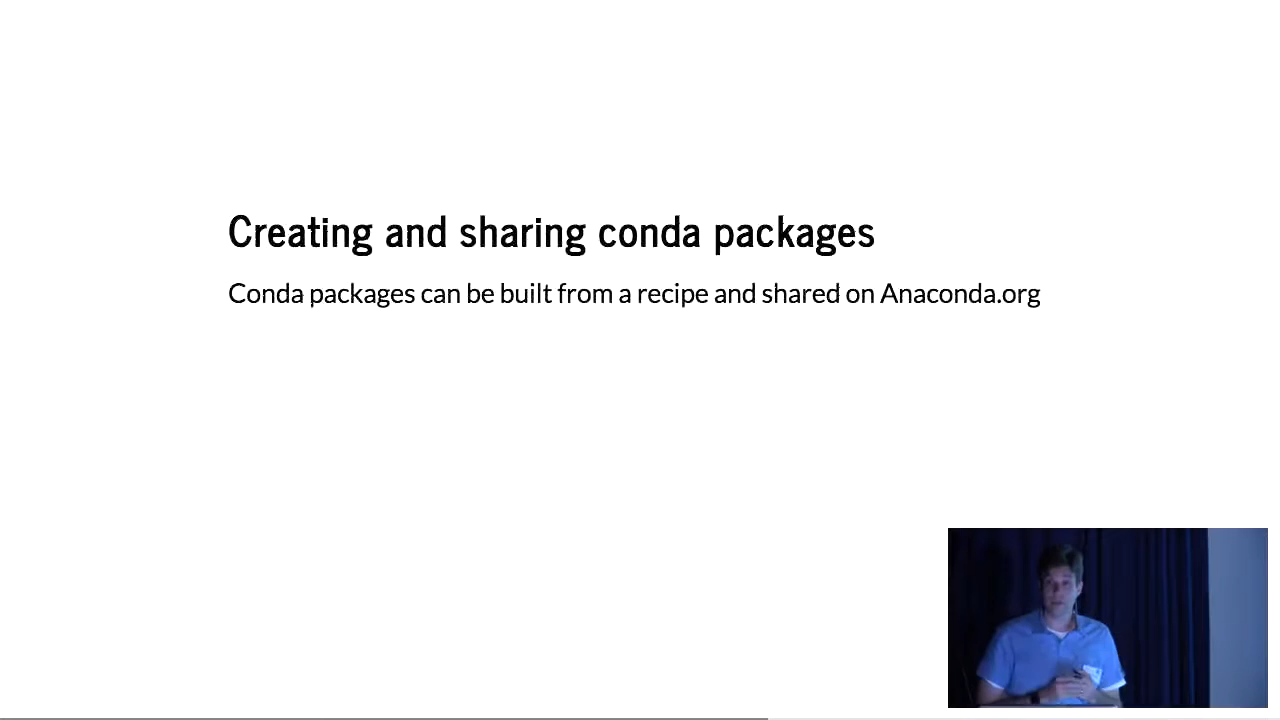 Creating and sharing conda packages
Conda packages can be built from a recipe and shared on Anaconda.org